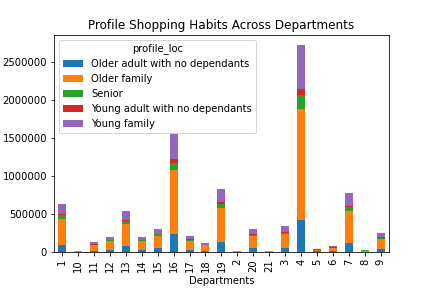 Profile Shopping Habits Across Departments
profile_loc
Older adult with no dependants
Older family
Senior
Young adult with no dependants
Young family
2500000
2000000
1500000
1000000
500000
0
1 10 11 12 13 14 15 16 17 18 19 2 20 21 3 4 5 6 7 8 9
Departments